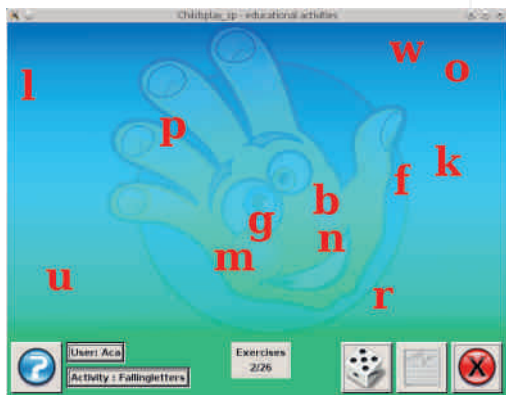 Childsplay_sp - educational activities
w
o
l
p
k
f
b
g
n
m
u
r
User: Aca
Exercises
2/26
Activity : Fallingletters